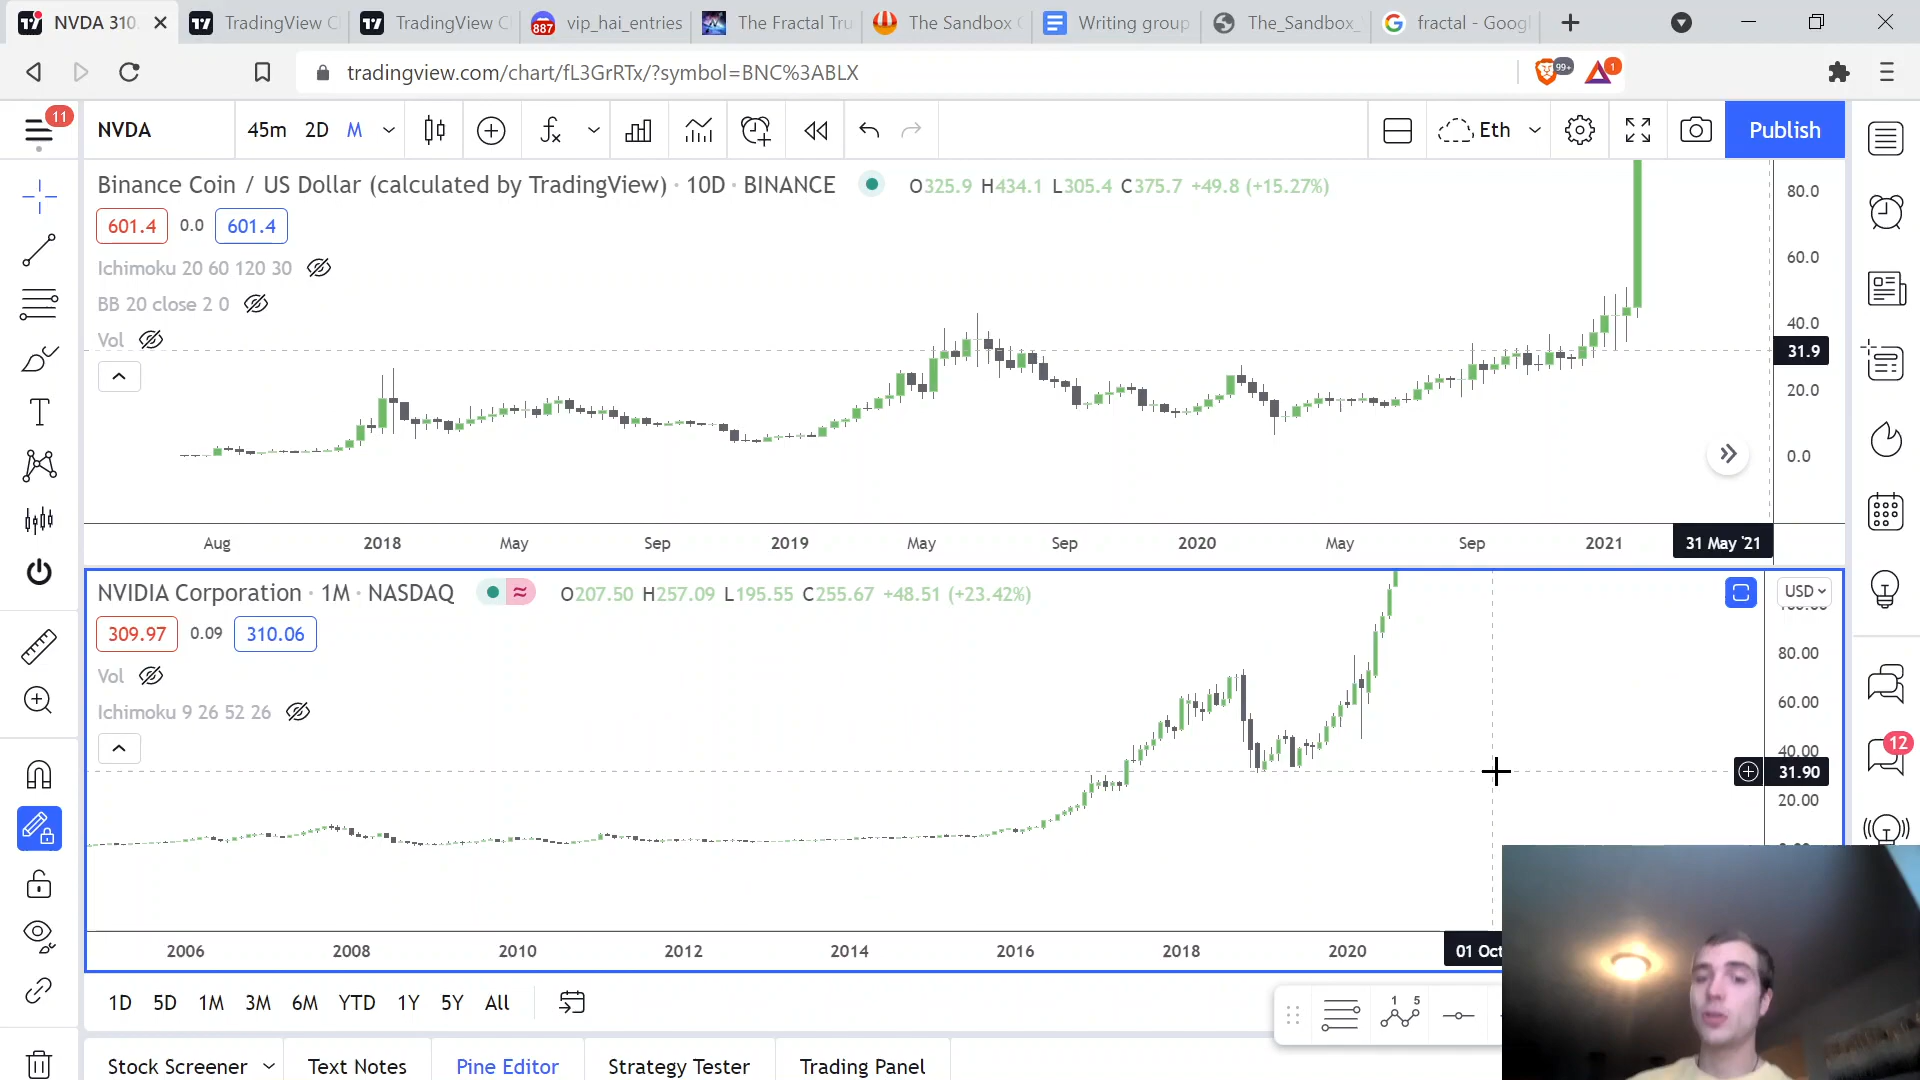 NVDA 310
TradingView C
TradingView C
887
vip_hai_entries
The Fractal Tru
The Sandbox
Writing group
The_Sandbox_
fractal - Googl
tradingview.com/chart/fL3GrRTx/?symbol=BNC%3ABLX
99+
1
11
NVDA
45m
2D
M
Eth
Publish
Binance Coin / US Dollar (calculated by TradingView) · 10D · BINANCE
O325.9 H434.1 L305.4 C375.7 +49.8 (+15.27%)
601.4
0.0
601.4
Ichimoku 20 60 120 30
BB 20 close 2 0
Vol
80.0
60.0
40.0
31.9
20.0
0.0
Aug
2018
May
Sep
2019
May
Sep
2020
May
Sep
2021
31 May '21
NVIDIA Corporation · 1M · NASDAQ
O207.50 H257.09 L195.55 C255.67 +48.51 (+23.42%)
USD
309.97
0.09
310.06
Vol
Ichimoku 9 26 52 26
80.00
60.00
40.00
31.90
20.00
12
2006
2008
2010
2012
2014
2016
2018
2020
01 Oct
1D
5D
1M
3M
6M
YTD
1Y
5Y
All
1 5
Stock Screener
Text Notes
Pine Editor
Strategy Tester
Trading Panel